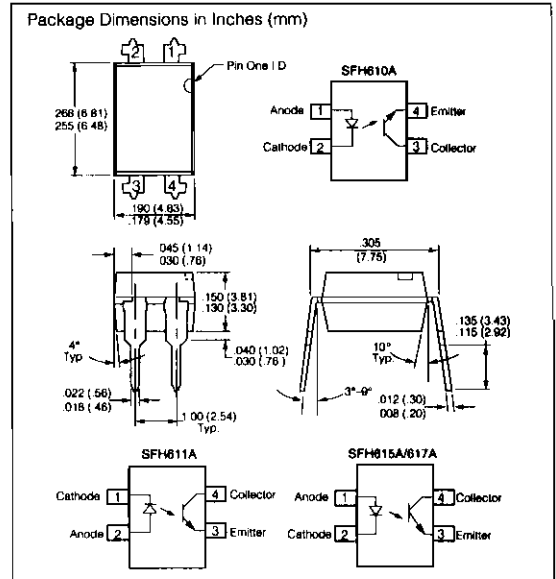 Package Dimensions in Inches (mm)
2 1
Pin One I D
.268 (6.81)
.255 (6.48)
3 4
.190 (4.83)
.179 (4.55)
SFH610A
Anode 1
4 Emitter
Cathode 2
3 Collector
.045 (1.14)
.030 (.76)
.150 (3.81)
.130 (3.30)
4°
Typ.
.040 (1.02)
.030 (.76)
.022 (.56)
.018 (.46)
1.00 (2.54)
Typ.
.305
(7.75)
.135 (3.43)
.115 (2.92)
10°
Typ.
3°-9°
.012 (.30)
.008 (.20)
SFH611A
Cathode 1
4 Collector
Anode 2
3 Emitter
SFH615A/617A
Anode 1
4 Collector
Cathode 2
3 Emitter